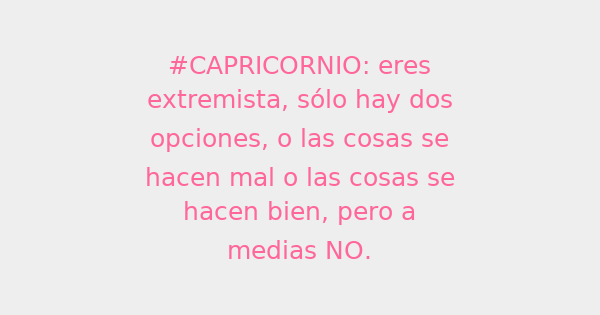 #CAPRICORNIO: eres
extremista, sólo hay dos
opciones, o las cosas se
hacen mal o las cosas se
hacen bien, pero a
medias NO.